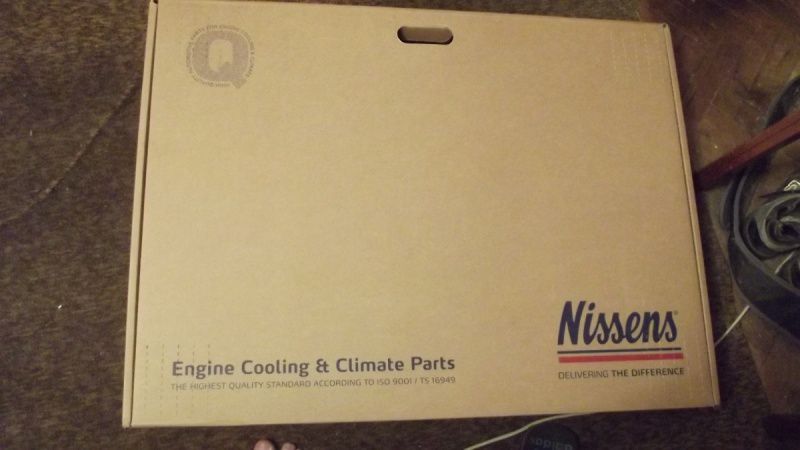 Nissens®
DELIVERING THE DIFFERENCE
Engine Cooling & Climate Parts
THE HIGHEST QUALITY STANDARD ACCORDING TO ISO 9001 / TS 16949